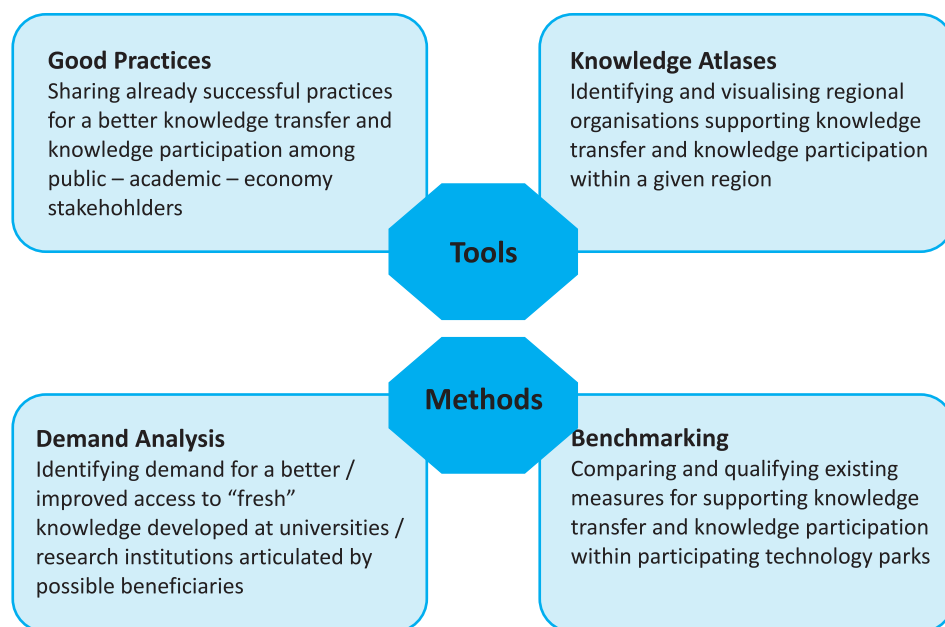 Good Practices
Sharing already successful practices
for a better knowledge transfer and
knowledge participation among
public – academic – economy
stakehohlders
Knowledge Atlases
Identifying and visualising regional
organisations supporting knowledge
transfer and knowledge participation
within a given region
Tools
Methods
Demand Analysis
Identifying demand for a better /
improved access to “fresh”
knowledge developed at universities /
research institutions articulated by
possible beneficiaries
Benchmarking
Comparing and qualifying existing
measures for supporting knowledge
transfer and knowledge participation
within participating technology parks